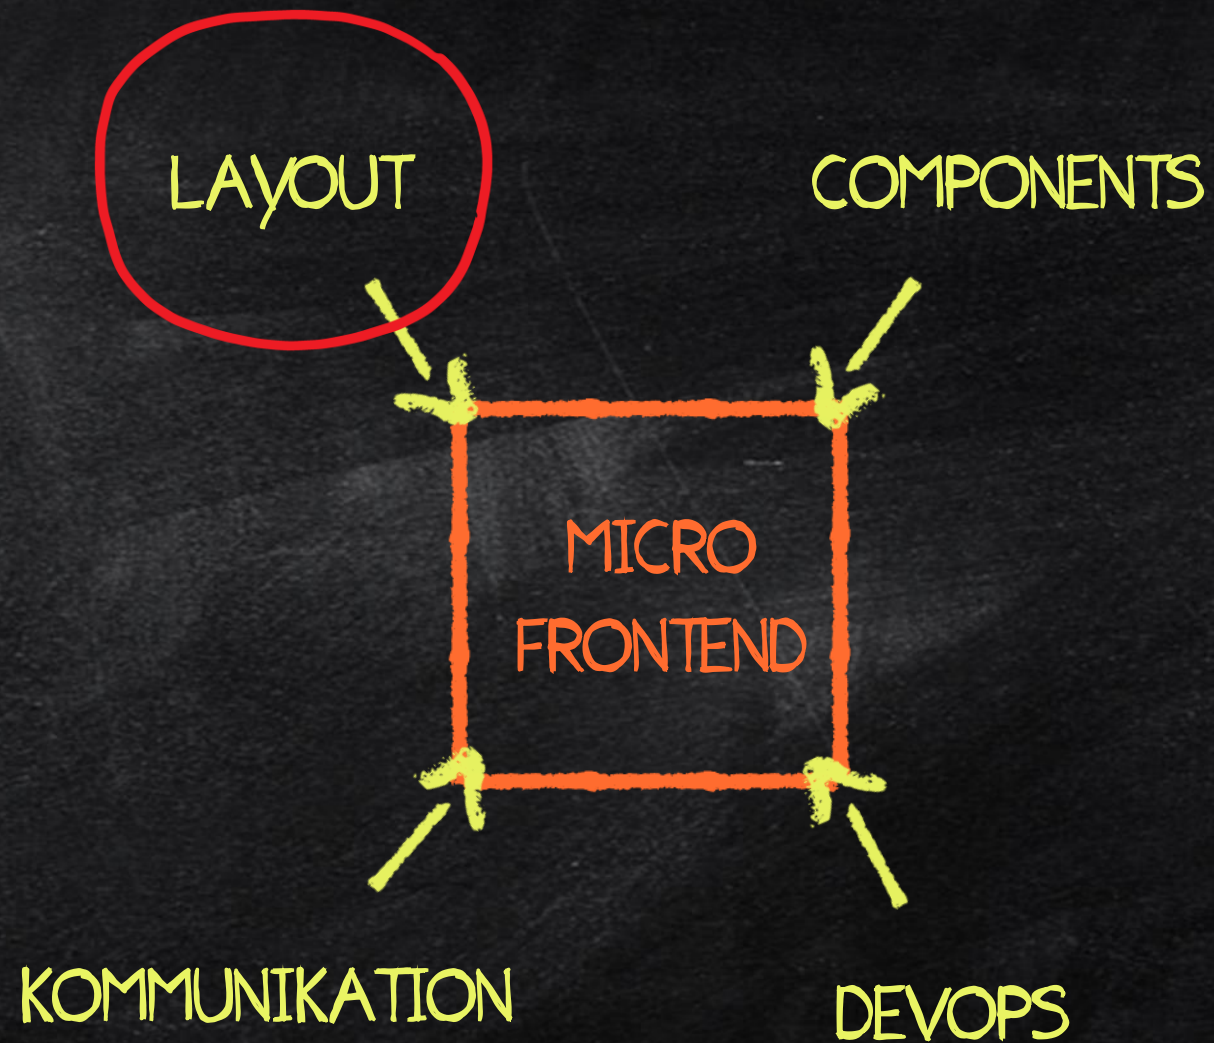 LAYOUT
COMPONENTS
MICRO
FRONTEND
KOMMUNIKATION
DEVOPS